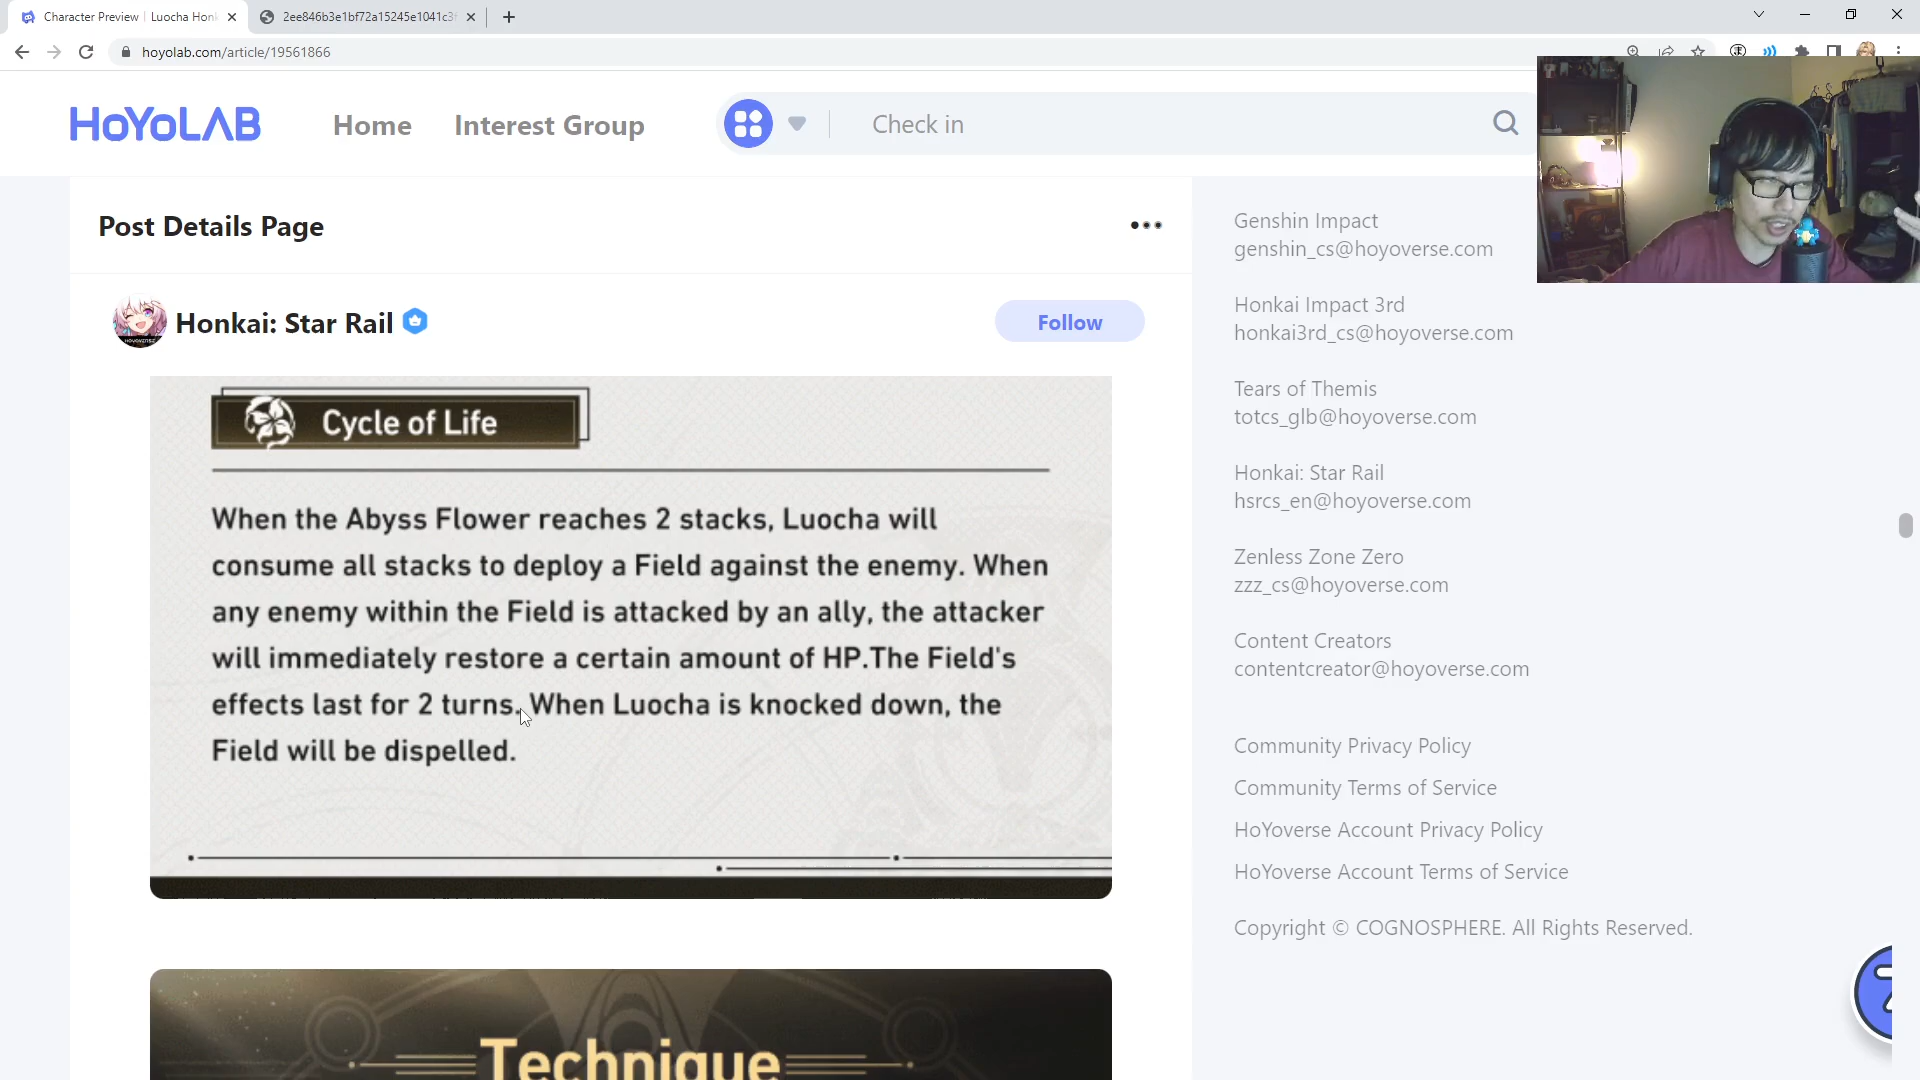 Character Preview | Luocha Honk
2ee846b3e1bf72a15245e1041c3f
hoyolab.com/article/19561866
HoYoLAB
Home
Interest Group
Check in
Post Details Page
Honkai: Star Rail
Follow
Cycle of Life
When the Abyss Flower reaches 2 stacks, Luocha will
consume all stacks to deploy a Field against the enemy. When
any enemy within the Field is attacked by an ally, the attacker
will immediately restore a certain amount of HP.The Field's
effects last for 2 turns. When Luocha is knocked down, the
Field will be dispelled.
Technique
Genshin Impact
genshin_cs@hoyoverse.com
Honkai Impact 3rd
honkai3rd_cs@hoyoverse.com
Tears of Themis
totcs_glb@hoyoverse.com
Honkai: Star Rail
hsrcs_en@hoyoverse.com
Zenless Zone Zero
zzz_cs@hoyoverse.com
Content Creators
contentcreator@hoyoverse.com
Community Privacy Policy
Community Terms of Service
HoYoverse Account Privacy Policy
HoYoverse Account Terms of Service
Copyright © COGNOSPHERE. All Rights Reserved.